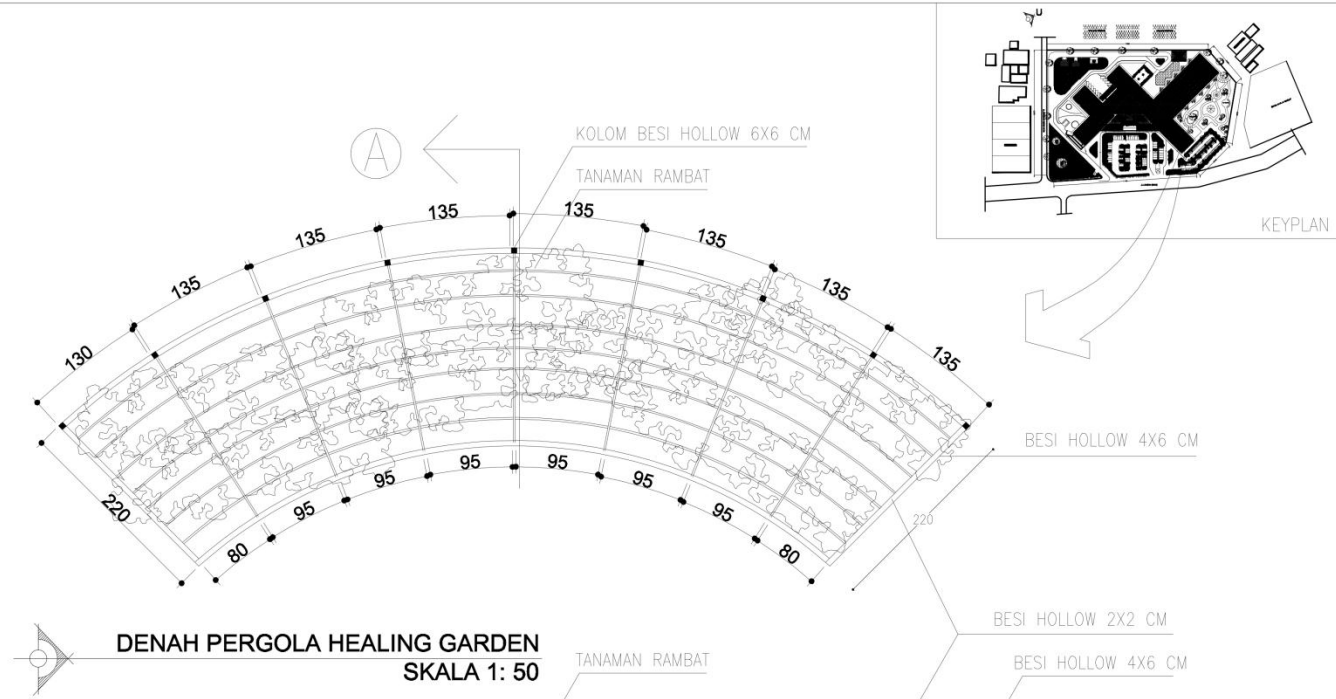 U
KEYPLAN
KOLOM BESI HOLLOW 6X6 CM
TANAMAN RAMBAT
A
135
135
135
135
135
135
130
135
220
80
95
95
95
95
95
95
80
220
BESI HOLLOW 4X6 CM
BESI HOLLOW 2X2 CM
BESI HOLLOW 4X6 CM
DENAH PERGOLA HEALING GARDEN
SKALA 1: 50
TANAMAN RAMBAT